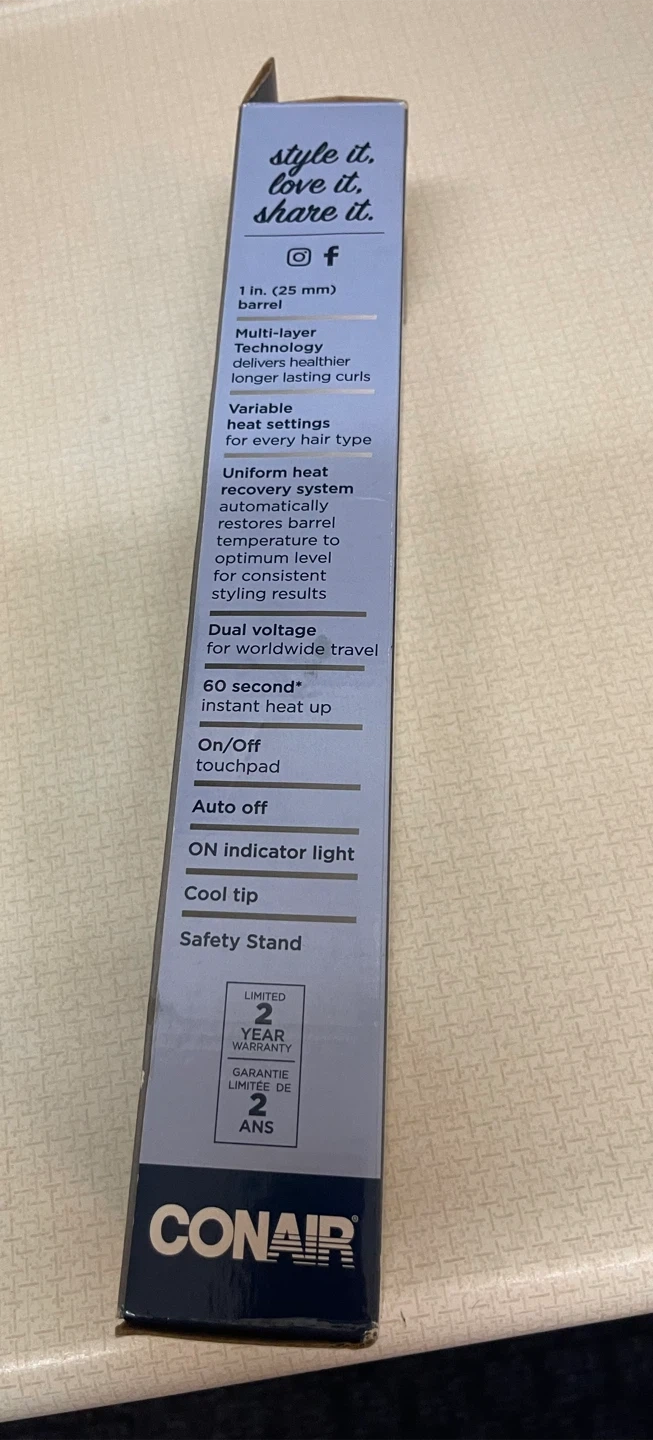 style it.
love it.
share it.
1 in. (25 mm)
barrel
Multi-layer
Technology
delivers healthier
longer lasting curls
Variable
heat settings
for every hair type
Uniform heat
recovery system
automatically
restores barrel
temperature to
optimum level
for consistent
styling results
Dual voltage
for worldwide travel
60 second*
instant heat up
On/Off
touchpad
Auto off
ON indicator light
Cool tip
Safety Stand
LIMITED
2
YEAR
WARRANTY
GARANTIE
LIMITÉE DE
2
ANS
CONAIR®